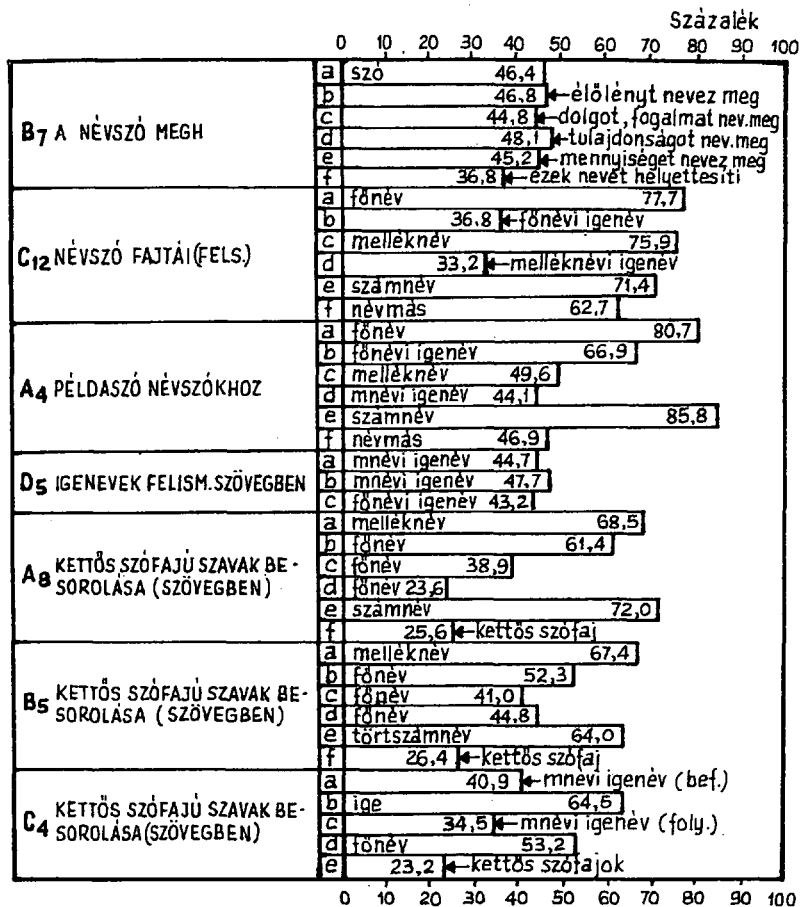 Százalék
0 10 20 30 40 50 60 70 80 90 100
B7 A NÉVSZÓ MEGH
a szó 46,4
b 46,8 élőlényt nevez meg
c 44,8 dolgot, fogalmat nev.meg
d 48,1 tulajdonságot nev.meg
e 45,2 mennyiséget nevez meg
f 36,8 ezek nevét helyettesíti
C12 NÉVSZÓ FAJTÁI (FELS.)
a főnév 77,7
b 36.8 főnévi igenév
c melléknév 75,9
d 33,2 melléknévi igenév
e számnév 71,4
f névmás 62,7
A4 PÉLDASZÓ NÉVSZÓKHOZ
a főnév 80,7
b főnévi igenév 66,9
c melléknév 49,6
d mnévi igenév 44,1
e számnév 85,8
f névmás 46,9
D5 IGENEVEK FELISM. SZÖVEGBEN
a mnévi igenév 44,7
b mnévi igenév 47,7
c főnévi igenév 43,2
A8 KETTŐS SZÓFAJÚ SZAVAK BE-
SOROLÁSA (SZÖVEGBEN)
a melléknév 68,5
b főnév 61,4
c főnév 38,9
d főnév 23,6
e számnév 72,0
f 25,6 kettős szófaj
B5 KETTŐS SZÓFAJÚ SZAVAK BE-
SOROLÁSA (SZÖVEGBEN)
a melléknév 67,4
b főnév 52,3
c főnév 41,0
d főnév 44.8
e törtszámnév 64,0
f 26,4 kettős szófaj
C4 KETTŐS SZÓFAJÚ SZAVAK BE-
SOROLÁSA (SZÖVEGBEN)
a 40,9 mnévi igenév (bef.)
b ige 64,5
c 34,5 mnévi igenév (foly.)
d főnév 53,2
e 23,2 kettős szófajok
0 10 20 30 40 50 60 70 80 90 100